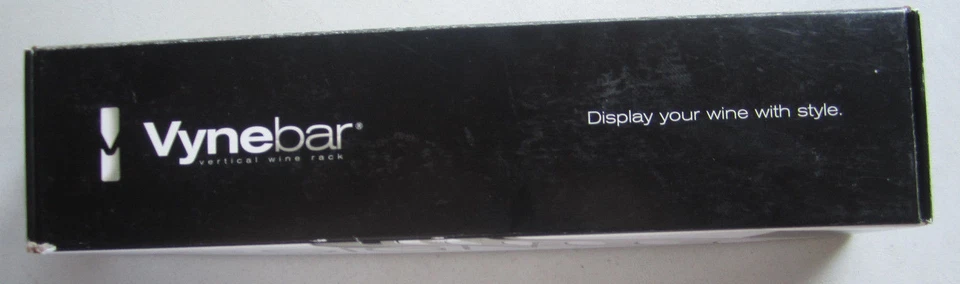 Vynebar®
vertical wine rack
Display your wine with style.